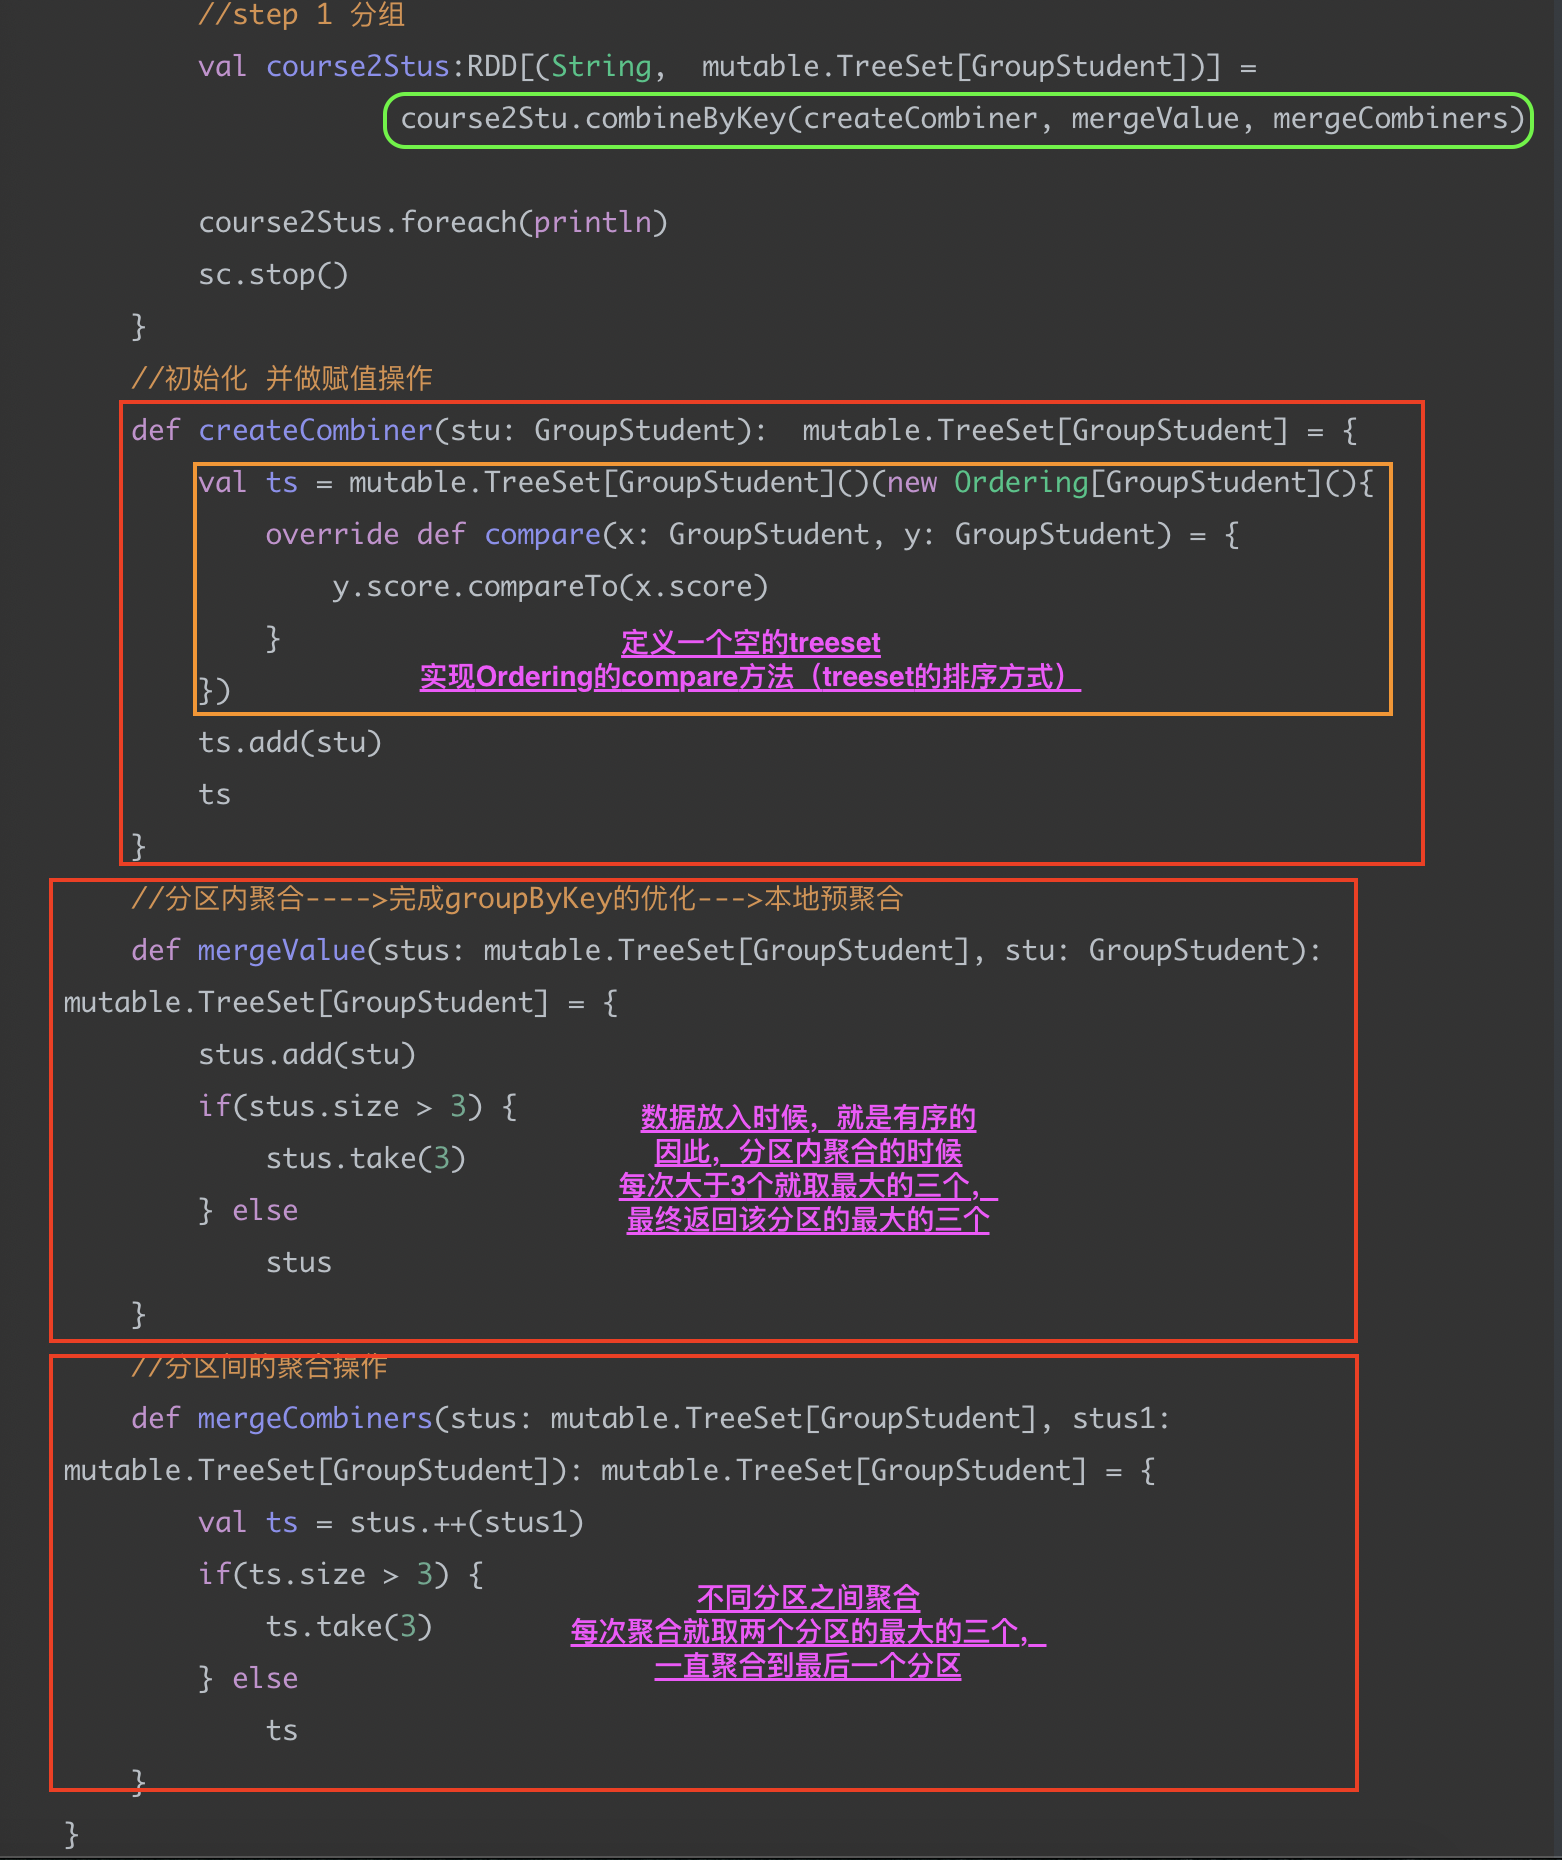 //step 1 分组
val course2Stus:RDD[(String,  mutable.TreeSet[GroupStudent])] =
course2Stu.combineByKey(createCombiner, mergeValue, mergeCombiners)
course2Stus.foreach(println)
sc.stop()
}
//初始化 并做赋值操作
def createCombiner(stu: GroupStudent):  mutable.TreeSet[GroupStudent] = {
val ts = mutable.TreeSet[GroupStudent]()(new Ordering[GroupStudent](){
override def compare(x: GroupStudent, y: GroupStudent) = {
y.score.compareTo(x.score)
}
定义一个空的treeset
实现Ordering的compare方法（treeset的排序方式）
})
ts.add(stu)
ts
}
//分区内聚合---->完成groupByKey的优化--->本地预聚合
def mergeValue(stus: mutable.TreeSet[GroupStudent], stu: GroupStudent):
mutable.TreeSet[GroupStudent] = {
stus.add(stu)
if(stus.size > 3) {
stus.take(3)
} else
stus
}
数据放入时候，就是有序的
因此，分区内聚合的时候
每次大于3个就取最大的三个，
最终返回该分区的最大的三个
//分区间的聚合操作
def mergeCombiners(stus: mutable.TreeSet[GroupStudent], stus1:
mutable.TreeSet[GroupStudent]): mutable.TreeSet[GroupStudent] = {
val ts = stus.++(stus1)
if(ts.size > 3) {
ts.take(3)
} else
ts
}
不同分区之间聚合
每次聚合就取两个分区的最大的三个，
一直聚合到最后一个分区
}